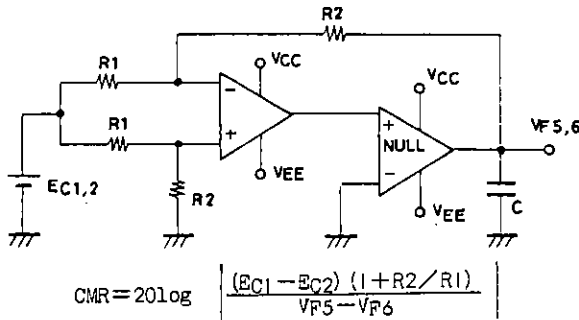 R2
R1
VCC
VCC
VF5,6
−
+
R1
+
NULL
−
VEE
VEE
EC1,2
R2
C
CMR=20log | (EC1−EC2) (1+R2/R1) / VF5−VF6 |